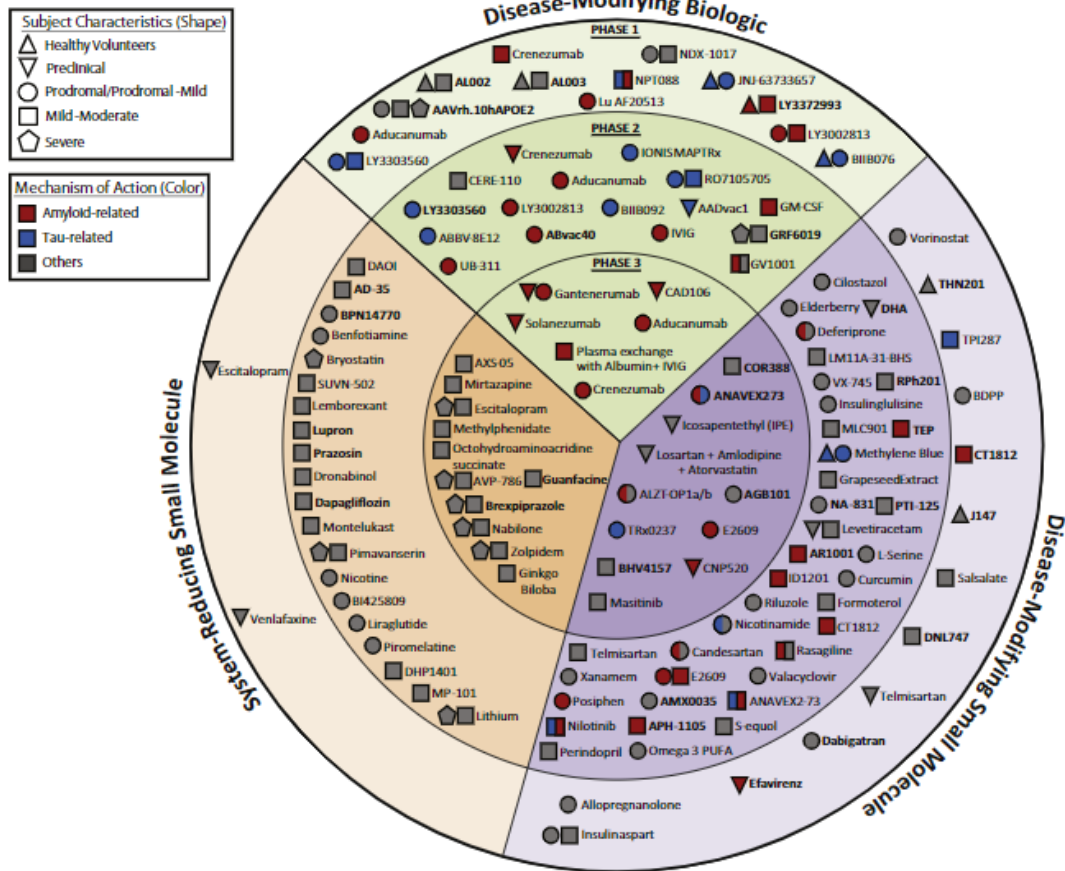 Disease-Modifying Biologic
Subject Characteristics (Shape)
Healthy Volunteers
Preclinical
Prodromal/Prodromal -Mild
Mild -Moderate
Severe
Mechanism of Action (Color)
Amyloid-related
Tau-related
Others
PHASE 1
Crenezumab
NDX-1017
AL002
AL003
NPT088
JNJ-63733657
AAVrh.10hAPOE2
Lu AF20513
LY3372993
Aducanumab
LY3002813
LY3303560
BIIB076
PHASE 2
Crenezumab
IONISMAPTRx
CERE-110
Aducanumab
RO7105705
LY3303560
LY3002813
BIIB092
AADvac1
GM-CSF
ABBV-8E12
ABvac40
IVIG
GRF6019
UB-311
GV1001
PHASE 3
Gantenerumab
CAD106
Solanezumab
Aducanumab
Plasma exchange
with Albumin+ IVIG
Crenezumab
System-Reducing Small Molecule
Escitalopram
Venlafaxine
DAOI
AD-35
BPN14770
Benfotiamine
Bryostatin
SUVN-502
Lemborexant
Lupron
Prazosin
Dronabinol
Dapagliflozin
Montelukast
Pimavanserin
Nicotine
BI425809
Liraglutide
Piromelatine
DHP1401
MP-101
Lithium
AXS-05
Mirtazapine
Escitalopram
Methylphenidate
Octohydroaminoacridine
succinate
AVP-786
Guanfacine
Brexpiprazole
Nabilone
Zolpidem
Ginkgo
Biloba
Disease-Modifying Small Molecule
COR388
ANAVEX273
Icosapentethyl (IPE)
Losartan + Amlodipine
+ Atorvastatin
ALZT-OP1a/b
AGB101
TRx0237
E2609
BHV4157
CNP520
Masitinib
Cilostazol
Elderberry
DHA
Deferiprone
LM11A-31-BHS
VX-745
RPh201
Insulinglulisine
MLC901
TEP
Methylene Blue
GrapeseedExtract
NA-831
PTI-125
Levetiracetam
AR1001
L-Serine
ID1201
Curcumin
Riluzole
Formoterol
Nicotinamide
CT1812
Telmisartan
Candesartan
Rasagiline
Xanamem
E2609
Valacyclovir
Posiphen
AMX0035
ANAVEX2-73
Nilotinib
APH-1105
S-equol
Perindopril
Omega 3 PUFA
Vorinostat
THN201
TPI287
BDPP
CT1812
J147
Salsalate
DNL747
Telmisartan
Dabigatran
Efavirenz
Allopregnanolone
Insulinaspart